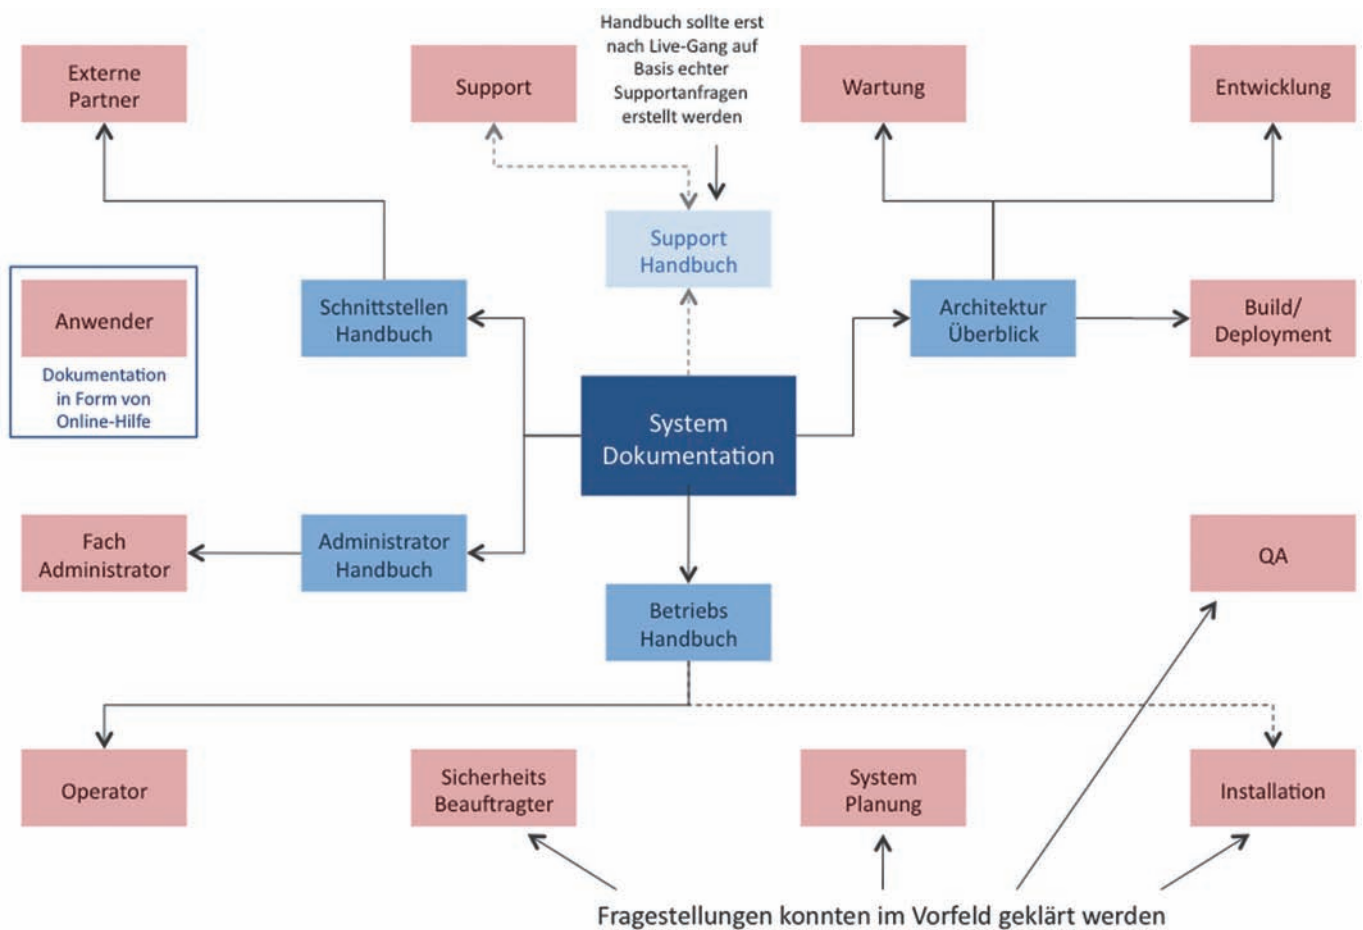 Handbuch sollte erst
nach Live-Gang auf
Basis echter
Supportanfragen
erstellt werden
Externe
Partner
Support
Wartung
Entwicklung
Support
Handbuch
Anwender
Dokumentation
in Form von
Online-Hilfe
Schnittstellen
Handbuch
Architektur
Überblick
Build/
Deployment
System
Dokumentation
Fach
Administrator
Administrator
Handbuch
QA
Betriebs
Handbuch
Operator
Sicherheits
Beauftragter
System
Planung
Installation
Fragestellungen konnten im Vorfeld geklärt werden